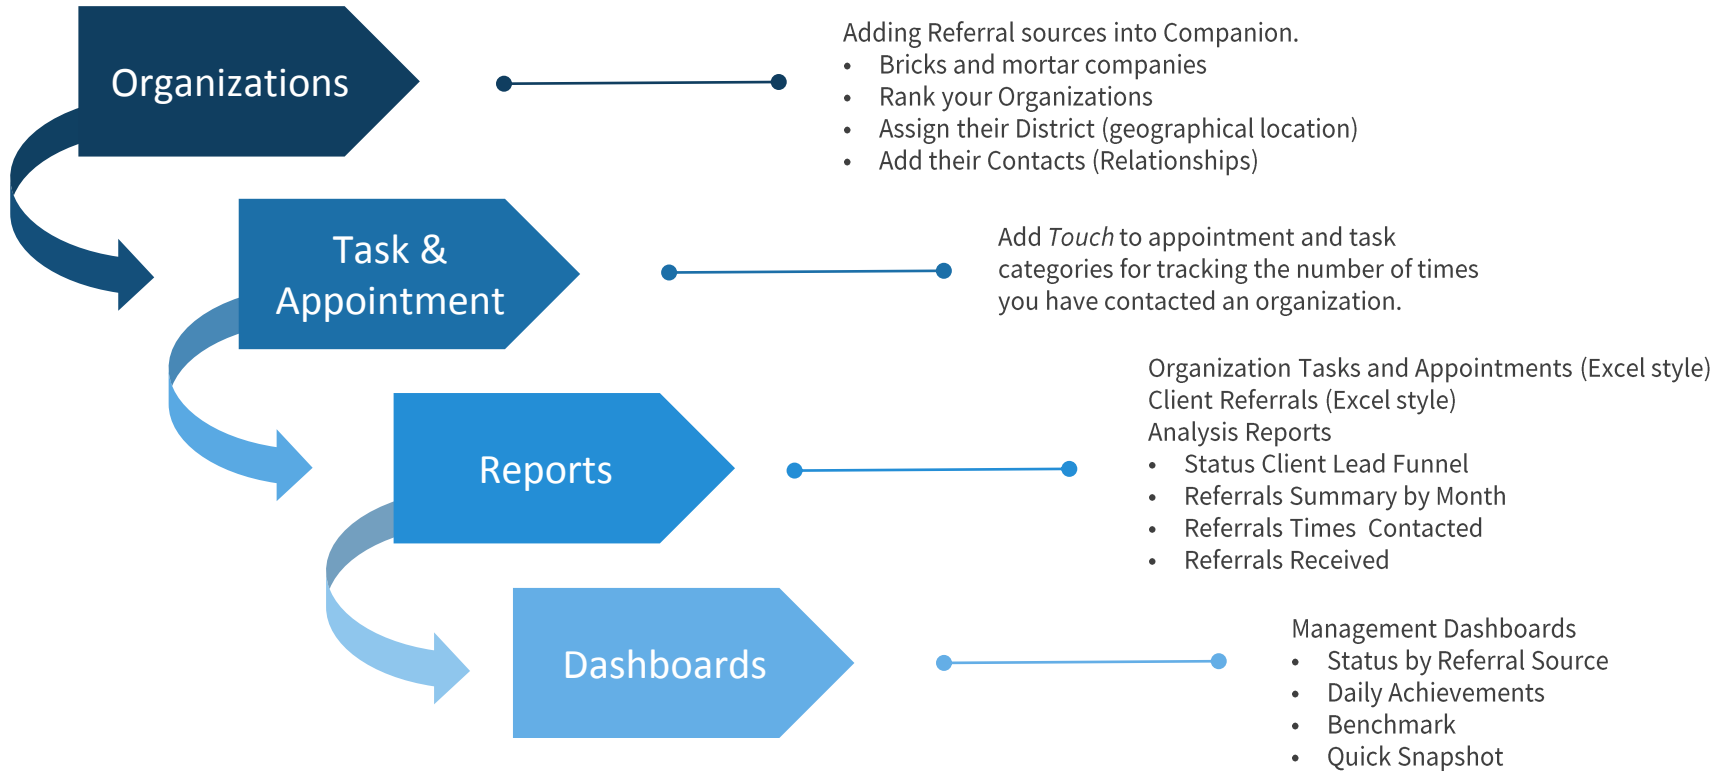 Organizations
Adding Referral sources into Companion.
• Bricks and mortar companies
• Rank your Organizations
• Assign their District (geographical location)
• Add their Contacts (Relationships)
Task &
Appointment
Add Touch to appointment and task
categories for tracking the number of times
you have contacted an organization.
Reports
Organization Tasks and Appointments (Excel style)
Client Referrals (Excel style)
Analysis Reports
• Status Client Lead Funnel
• Referrals Summary by Month
• Referrals Times  Contacted
• Referrals Received
Dashboards
Management Dashboards
• Status by Referral Source
• Daily Achievements
• Benchmark
• Quick Snapshot